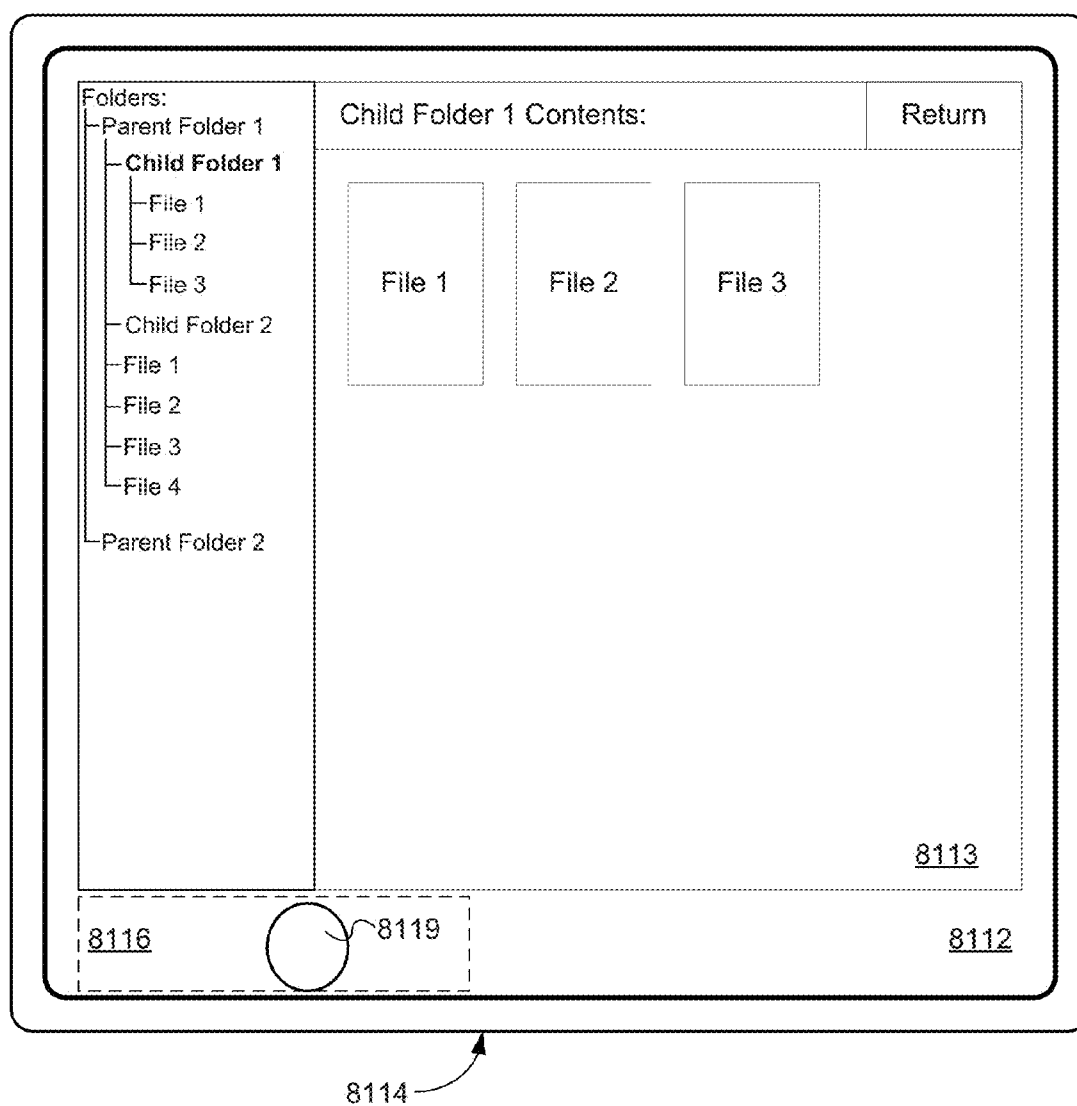 Folders:
Parent Folder 1
Child Folder 1
File 1
File 2
File 3
Child Folder 2
File 1
File 2
File 3
File 4
Parent Folder 2
Child Folder 1 Contents:
Return
File 1
File 2
File 3
8113
8116
8119
8112
8114